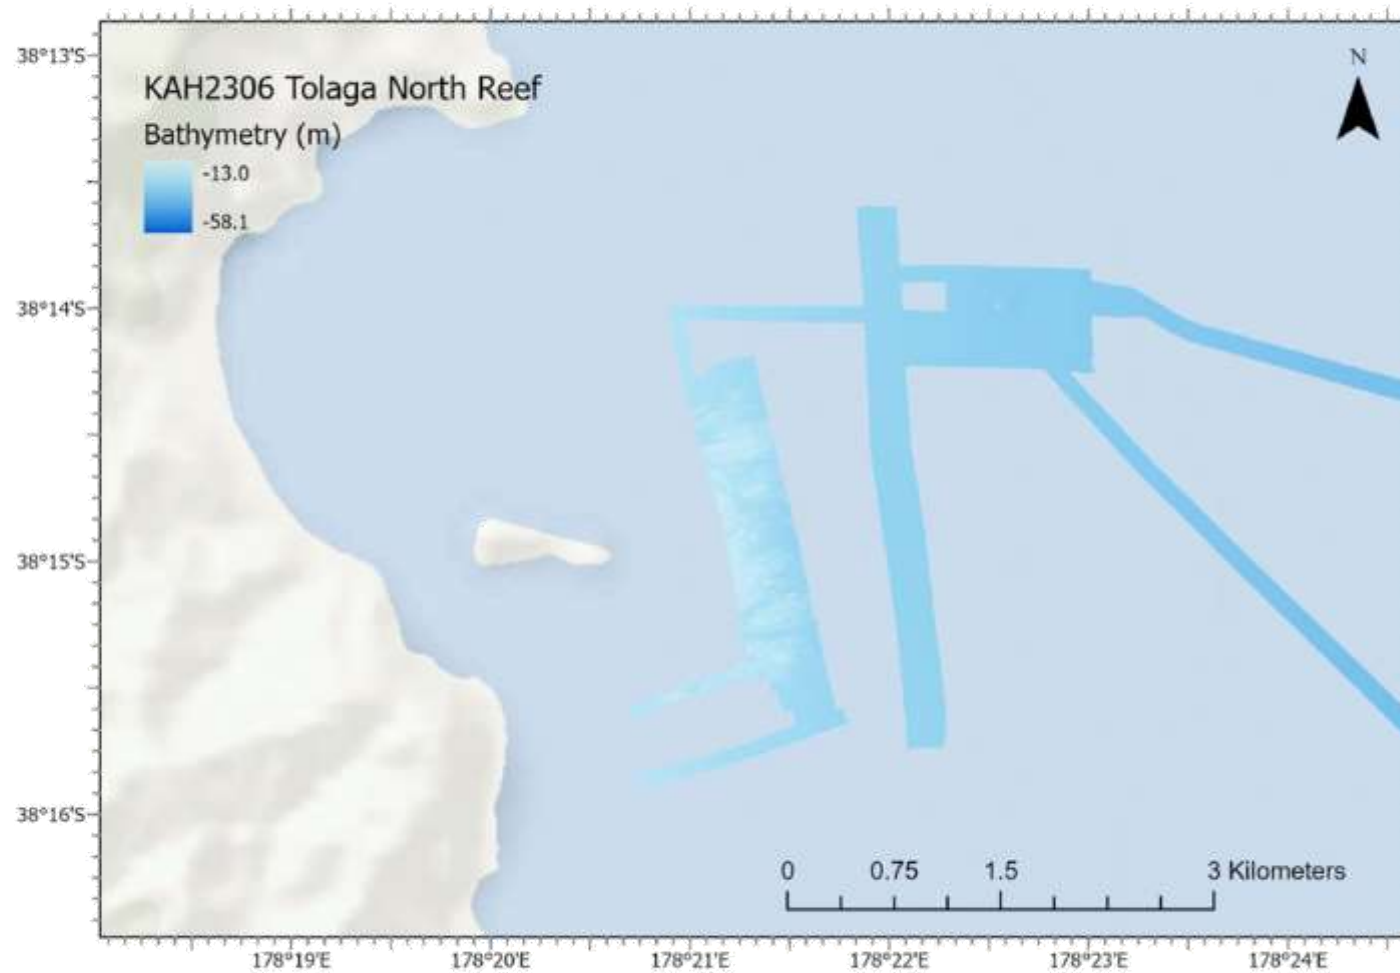 38°13'S
N
KAH2306 Tolaga North Reef
Bathymetry (m)
-13.0
-58.1
38°14'S
38°15'S
38°16'S
0 0.75 1.5 3 Kilometers
178°19'E 178°20'E 178°21'E 178°22'E 178°23'E 178°24'E